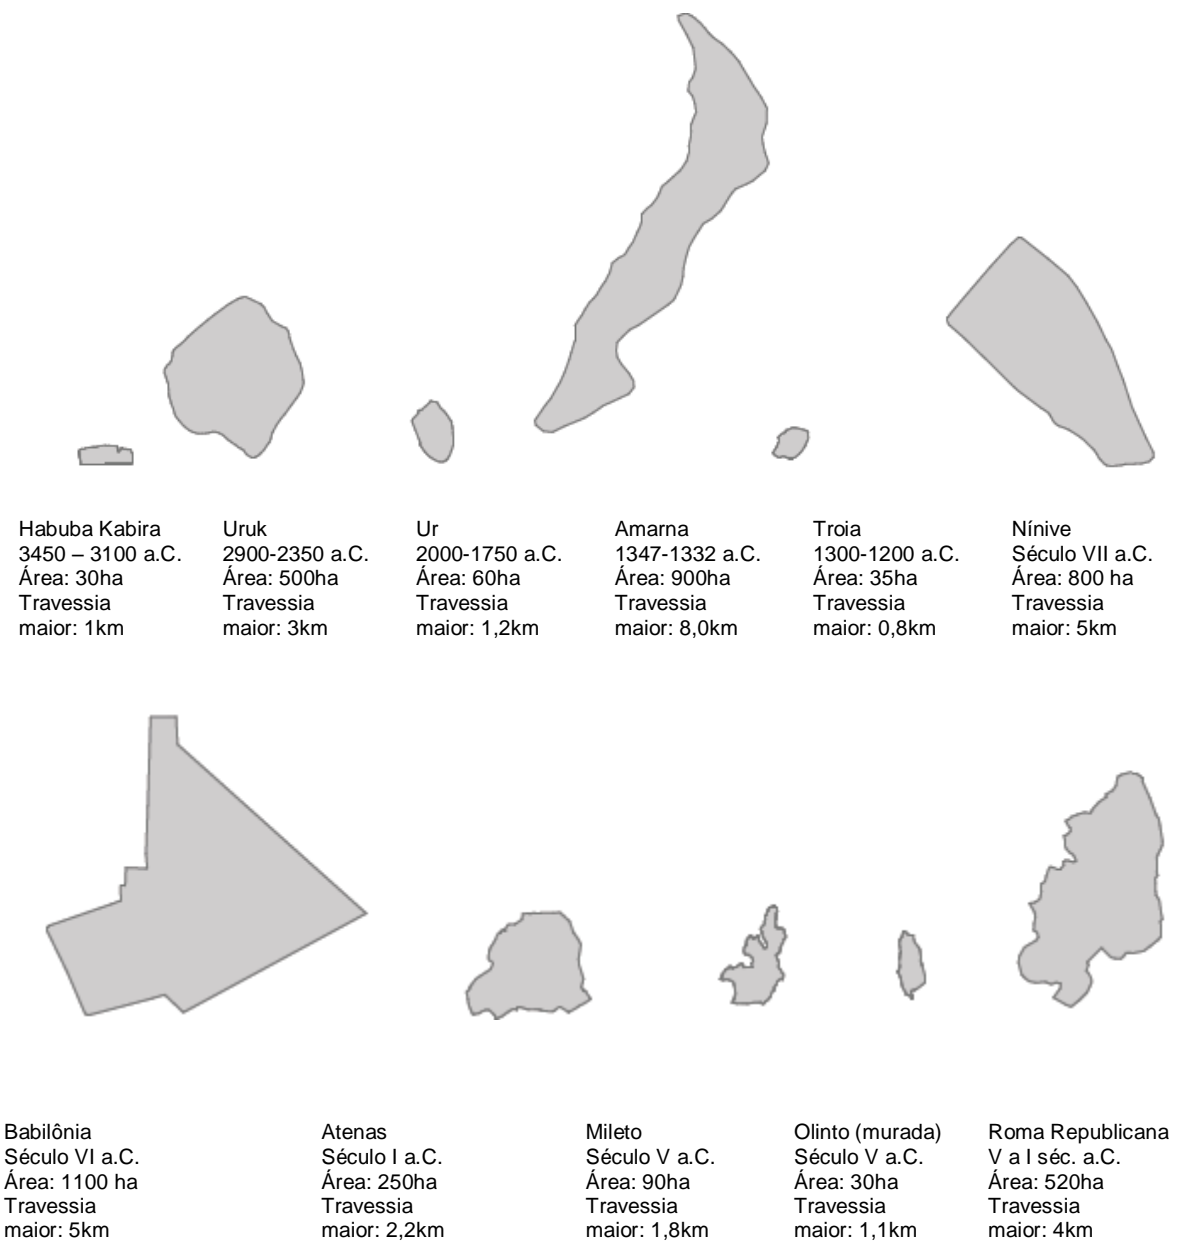 Habuba Kabira
3450 – 3100 a.C.
Área: 30ha
Travessia
maior: 1km
Uruk
2900-2350 a.C.
Área: 500ha
Travessia
maior: 3km
Ur
2000-1750 a.C.
Área: 60ha
Travessia
maior: 1,2km
Amarna
1347-1332 a.C.
Área: 900ha
Travessia
maior: 8,0km
Troia
1300-1200 a.C.
Área: 35ha
Travessia
maior: 0,8km
Nínive
Século VII a.C.
Área: 800 ha
Travessia
maior: 5km
Babilônia
Século VI a.C.
Área: 1100 ha
Travessia
maior: 5km
Atenas
Século I a.C.
Área: 250ha
Travessia
maior: 2,2km
Mileto
Século V a.C.
Área: 90ha
Travessia
maior: 1,8km
Olinto (murada)
Século V a.C.
Área: 30ha
Travessia
maior: 1,1km
Roma Republicana
V a I séc. a.C.
Área: 520ha
Travessia
maior: 4km